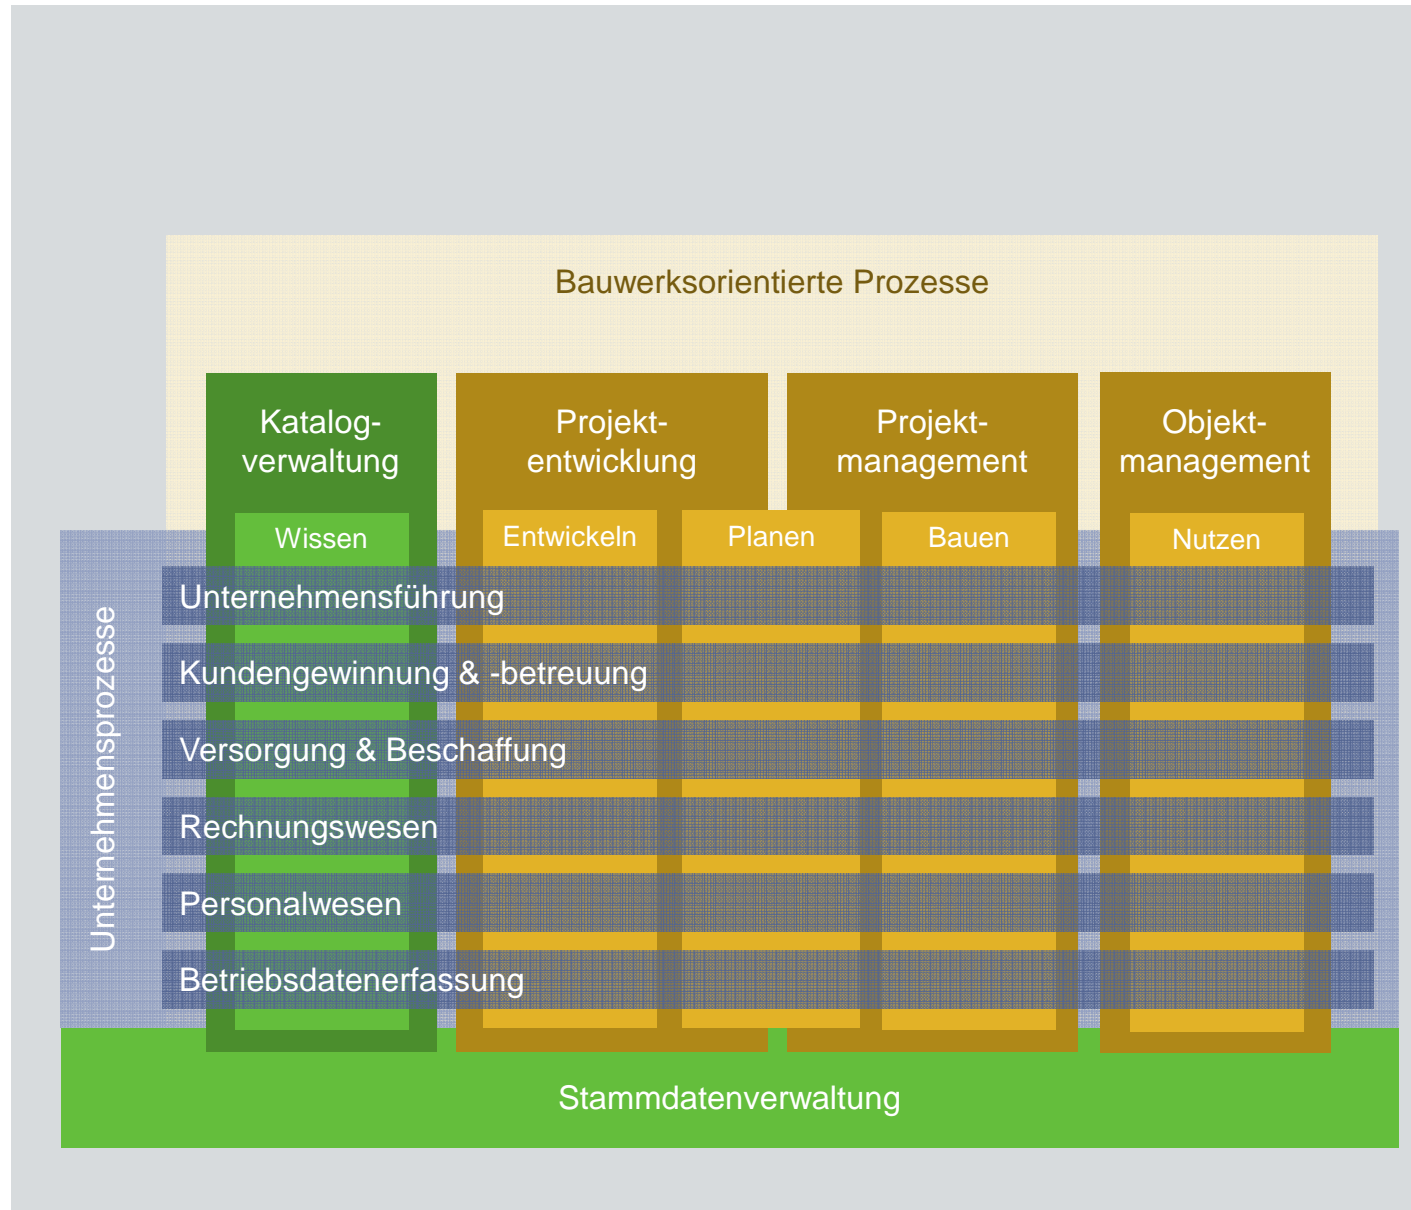 Bauwerksorientierte Prozesse
Katalog-
verwaltung
Projekt-
entwicklung
Projekt-
management
Objekt-
management
Wissen
Entwickeln
Planen
Bauen
Nutzen
Unternehmensprozesse
Unternehmensführung
Kundengewinnung & -betreuung
Versorgung & Beschaffung
Rechnungswesen
Personalwesen
Betriebsdatenerfassung
Stammdatenverwaltung